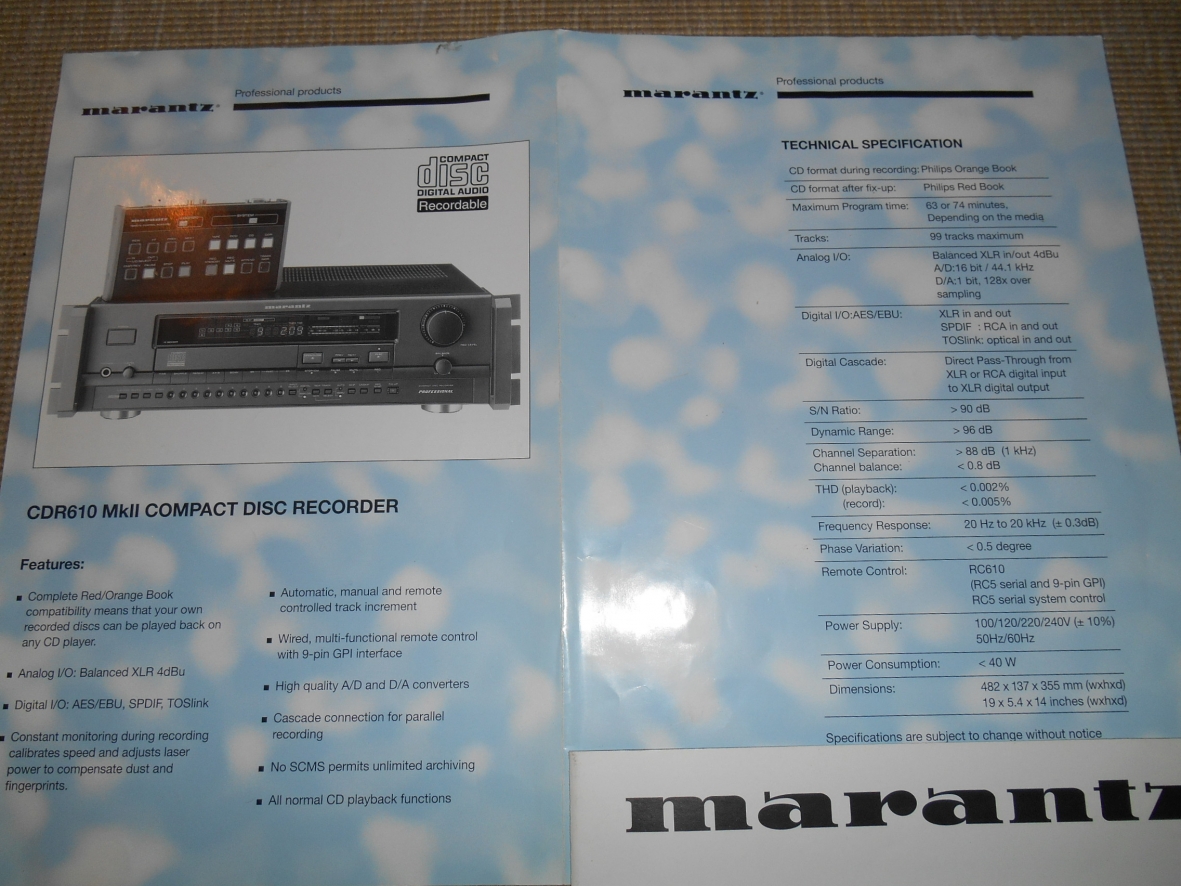 marantz®
Professional products
COMPACT
disc
DIGITAL AUDIO
Recordable
marantz
marantz
9 209
PROFESSIONAL
CDR610 MkII COMPACT DISC RECORDER
Features:
■ Complete Red/Orange Book
compatibility means that your own
recorded discs can be played back on
any CD player.
■ Analog I/O: Balanced XLR 4dBu
■ Digital I/O: AES/EBU, SPDIF, TOSlink
■ Constant monitoring during recording
calibrates speed and adjusts laser
power to compensate dust and
fingerprints.
■ Automatic, manual and remote
controlled track increment
■ Wired, multi-functional remote control
with 9-pin GPI interface
■ High quality A/D and D/A converters
■ Cascade connection for parallel
recording
■ No SCMS permits unlimited archiving
■ All normal CD playback functions
marantz®
Professional products
TECHNICAL SPECIFICATION
CD format during recording: Philips Orange Book
CD format after fix-up: Philips Red Book
Maximum Program time: 63 or 74 minutes,
Depending on the media
Tracks: 99 tracks maximum
Analog I/O: Balanced XLR in/out 4dBu
A/D:16 bit / 44.1 kHz
D/A:1 bit, 128x over
sampling
Digital I/O:AES/EBU: XLR in and out
SPDIF : RCA in and out
TOSlink: optical in and out
Digital Cascade: Direct Pass-Through from
XLR or RCA digital input
to XLR digital output
S/N Ratio: > 90 dB
Dynamic Range: > 96 dB
Channel Separation: > 88 dB (1 kHz)
Channel balance: < 0.8 dB
THD (playback): < 0.002%
(record): < 0.005%
Frequency Response: 20 Hz to 20 kHz (± 0.3dB)
Phase Variation: < 0.5 degree
Remote Control: RC610
(RC5 serial and 9-pin GPI)
RC5 serial system control
Power Supply: 100/120/220/240V (± 10%)
50Hz/60Hz
Power Consumption: < 40 W
Dimensions: 482 x 137 x 355 mm (wxhxd)
19 x 5.4 x 14 inches (wxhxd)
Specifications are subject to change without notice
marantz